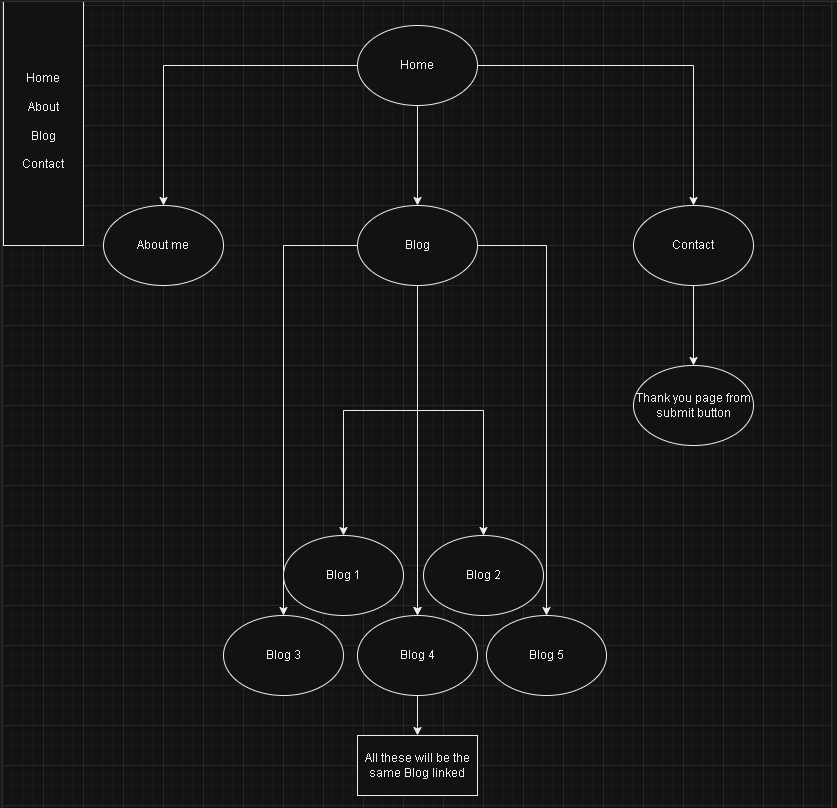 Home
About
Blog
Contact
Home
About me
Blog
Contact
Thank you page from
submit button
Blog 1
Blog 2
Blog 3
Blog 4
Blog 5
All these will be the
same Blog linked